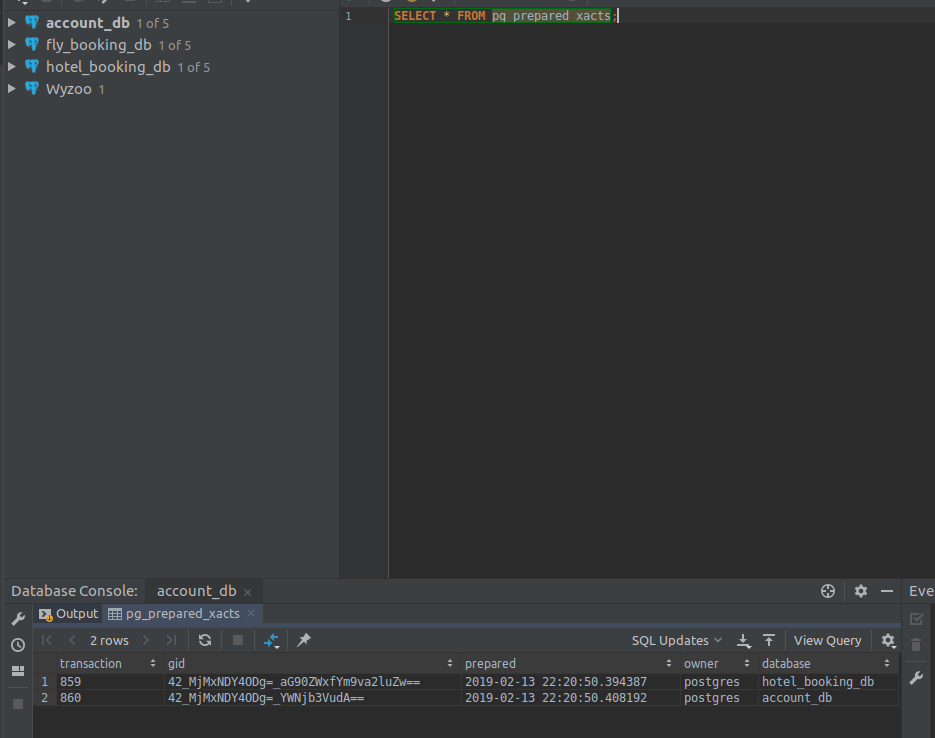 account_db 1 of 5
fly_booking_db 1 of 5
hotel_booking_db 1 of 5
Wyzoo 1
1 SELECT * FROM pg_prepared_xacts;
Database Console: account_db
Eve
Output pg_prepared_xacts
2 rows SQL Updates View Query
transaction gid prepared owner database
1 859 42_MjMxNDY4ODg=_aG90ZWxfYm9va2luZw== 2019-02-13 22:20:50.394387 postgres hotel_booking_db
2 860 42_MjMxNDY4ODg=_YWNjb3VudA== 2019-02-13 22:20:50.408192 postgres account_db